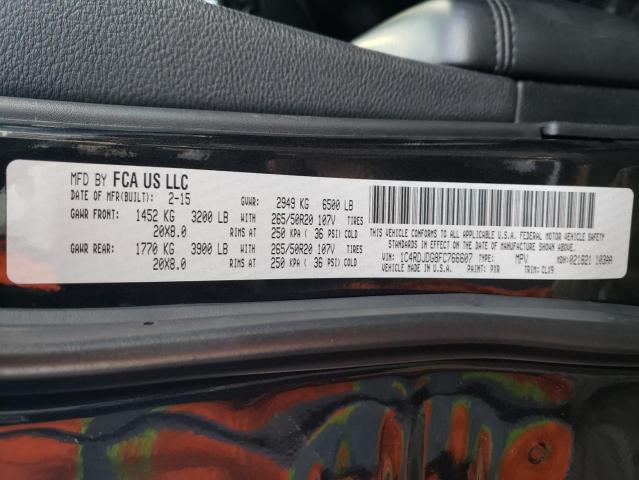 MFD BY FCA US LLC
DATE OF MFR(BUILT): 2-15 GVWR: 2949 KG 6500 LB
GAWR FRONT: 1452 KG 3200 LB WITH 265/50R20 107V TIRES
20X8.0 RIMS AT 250 KPA ( 36 PSI) COLD
GAWR REAR: 1770 KG 3900 LB WITH 265/50R20 107V TIRES
20X8.0 RIMS AT 250 KPA ( 36 PSI) COLD
THIS VEHICLE CONFORMS TO ALL APPLICABLE U.S.A. FEDERAL MOTOR VEHICLE SAFETY
STANDARDS IN EFFECT ON THE DATE OF MANUFACTURE SHOWN ABOVE.
VIN: 1C4RDJDG8FC766607 TYPE: MPV MDH: 021821 103AA
VEHICLE MADE IN U.S.A. PAINT: PXR TRIM: CLX9